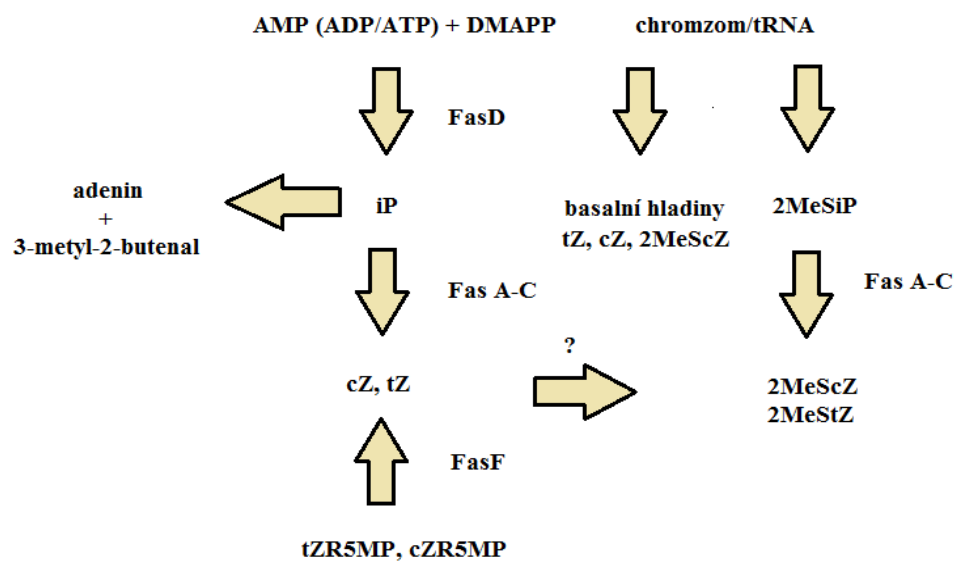 AMP (ADP/ATP) + DMAPP
chromzom/tRNA
FasD
adenin
+
3-metyl-2-butenal
iP
basalní hladiny
tZ, cZ, 2MeScZ
2MeSiP
Fas A-C
Fas A-C
?
cZ, tZ
2MeScZ
2MeStZ
FasF
tZR5MP, cZR5MP